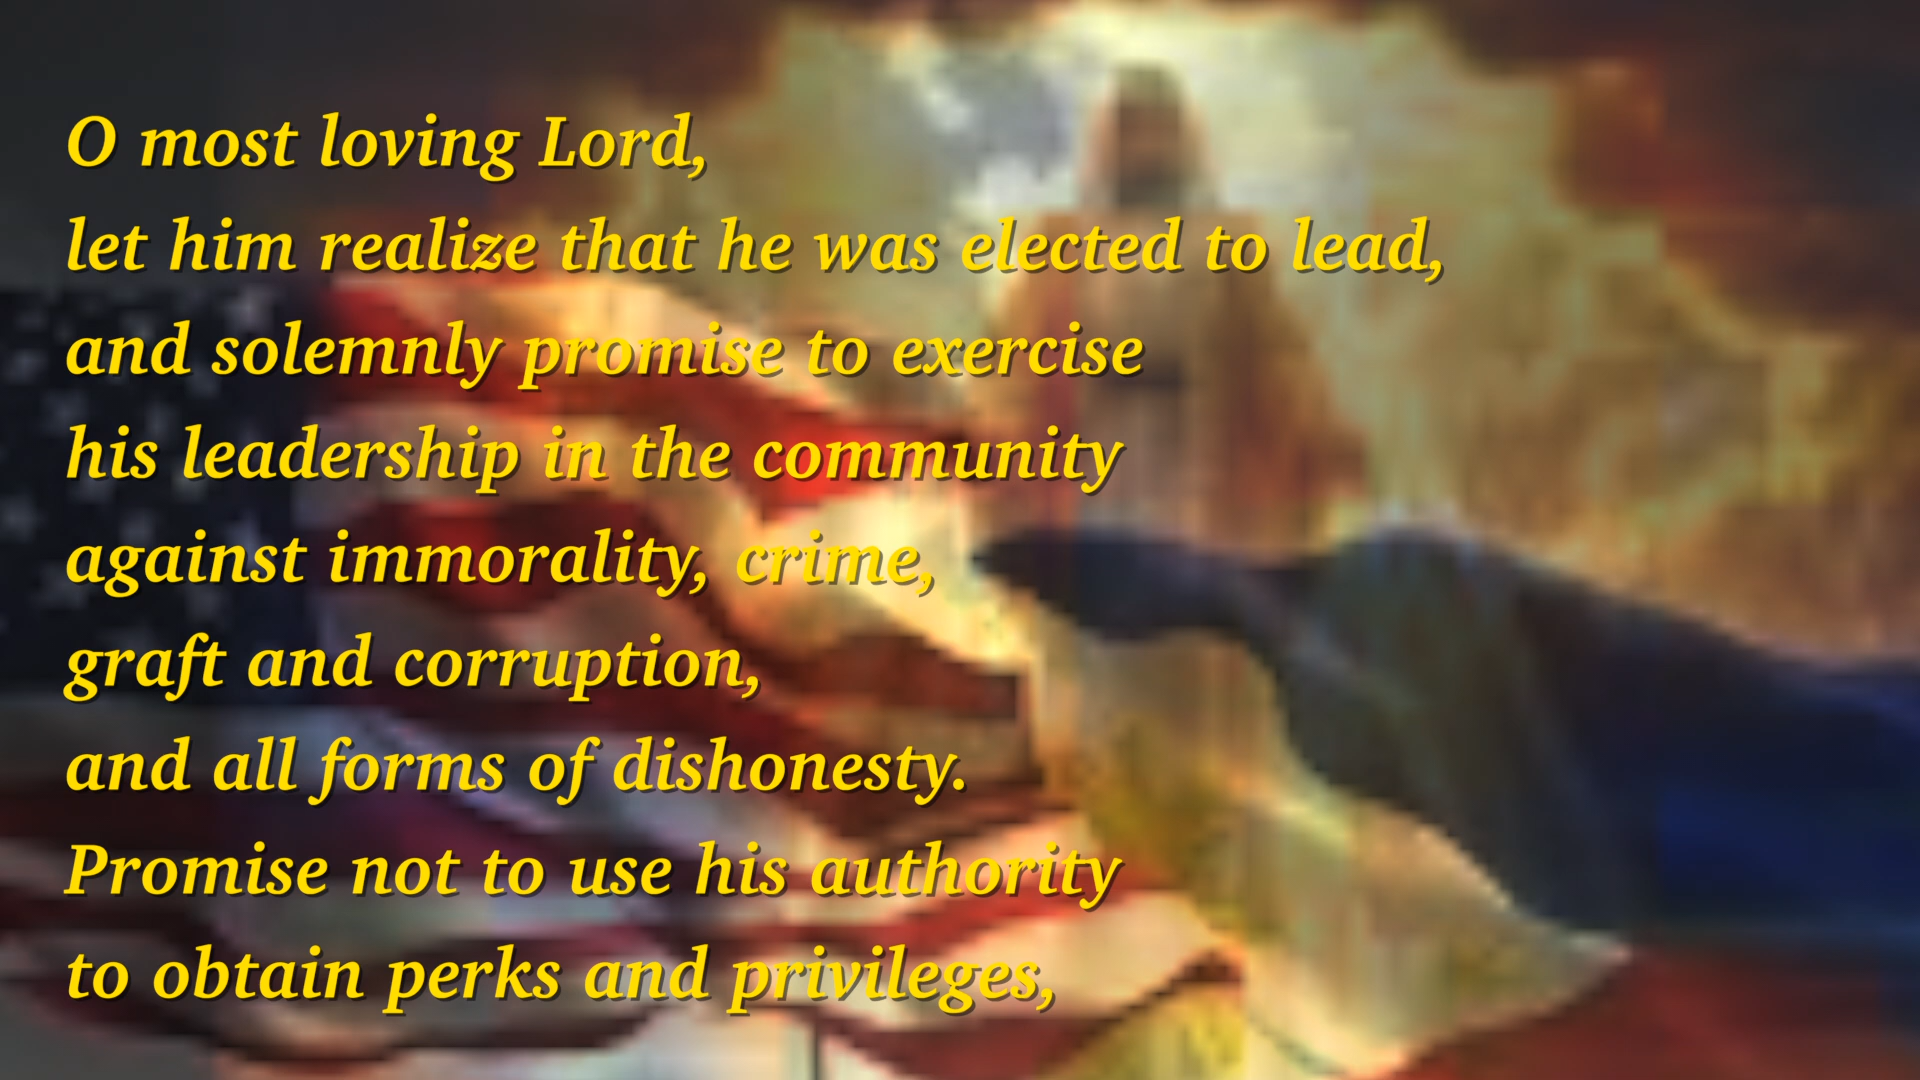 O most loving Lord,
let him realize that he was elected to lead,
and solemnly promise to exercise
his leadership in the community
against immorality, crime,
graft and corruption,
and all forms of dishonesty.
Promise not to use his authority
to obtain perks and privileges,